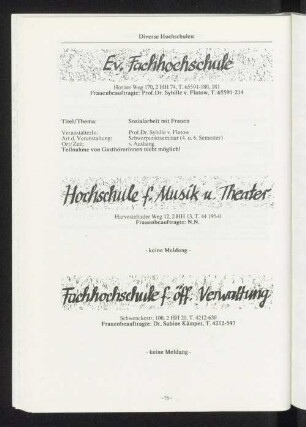 Diverse Hochschulen
Ev. Fachhochschule
Horner Weg 170, 2 HH 74, T. 65591-180, 181
Frauenbeauftragte: Prof. Dr. Sybille v. Flatow, T. 65591-214
Titel/Thema: Sozialarbeit mit Frauen
VeranstalterIn: Prof. Dr. Sybille v. Flatow
Art d. Veranstaltung: Schwerpunktseminar (4. u. 6. Semester)
Ort/Zeit: s. Aushang
Teilnahme von Gasthörerinnen nicht möglich!
Hochschule f. Musik u. Theater
Harvestehuder Weg 12, 2 HH 13, T. 44 195-0
Frauenbeauftragte: N.N.
- keine Meldung -
Fachhochschule f. öff. Verwaltung
Schwenckestr. 100, 2 HH 20, T. 4212-650
Frauenbeauftragte: Dr. Sabine Kämper, T. 4212-593
- keine Meldung -